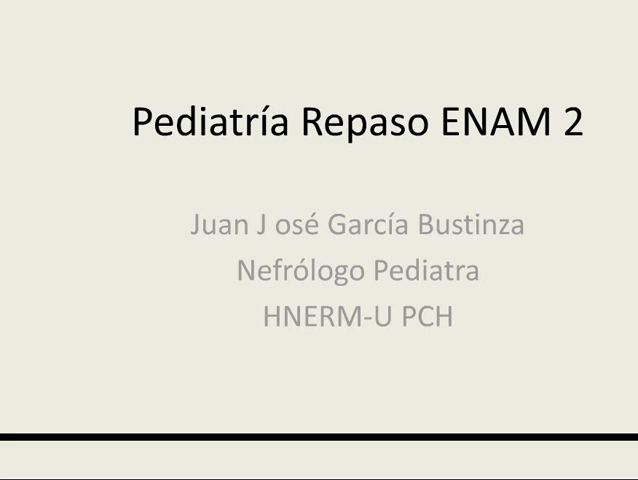 Pediatría Repaso ENAM 2
Juan J osé García Bustinza
Nefrólogo Pediatra
HNERM-U PCH